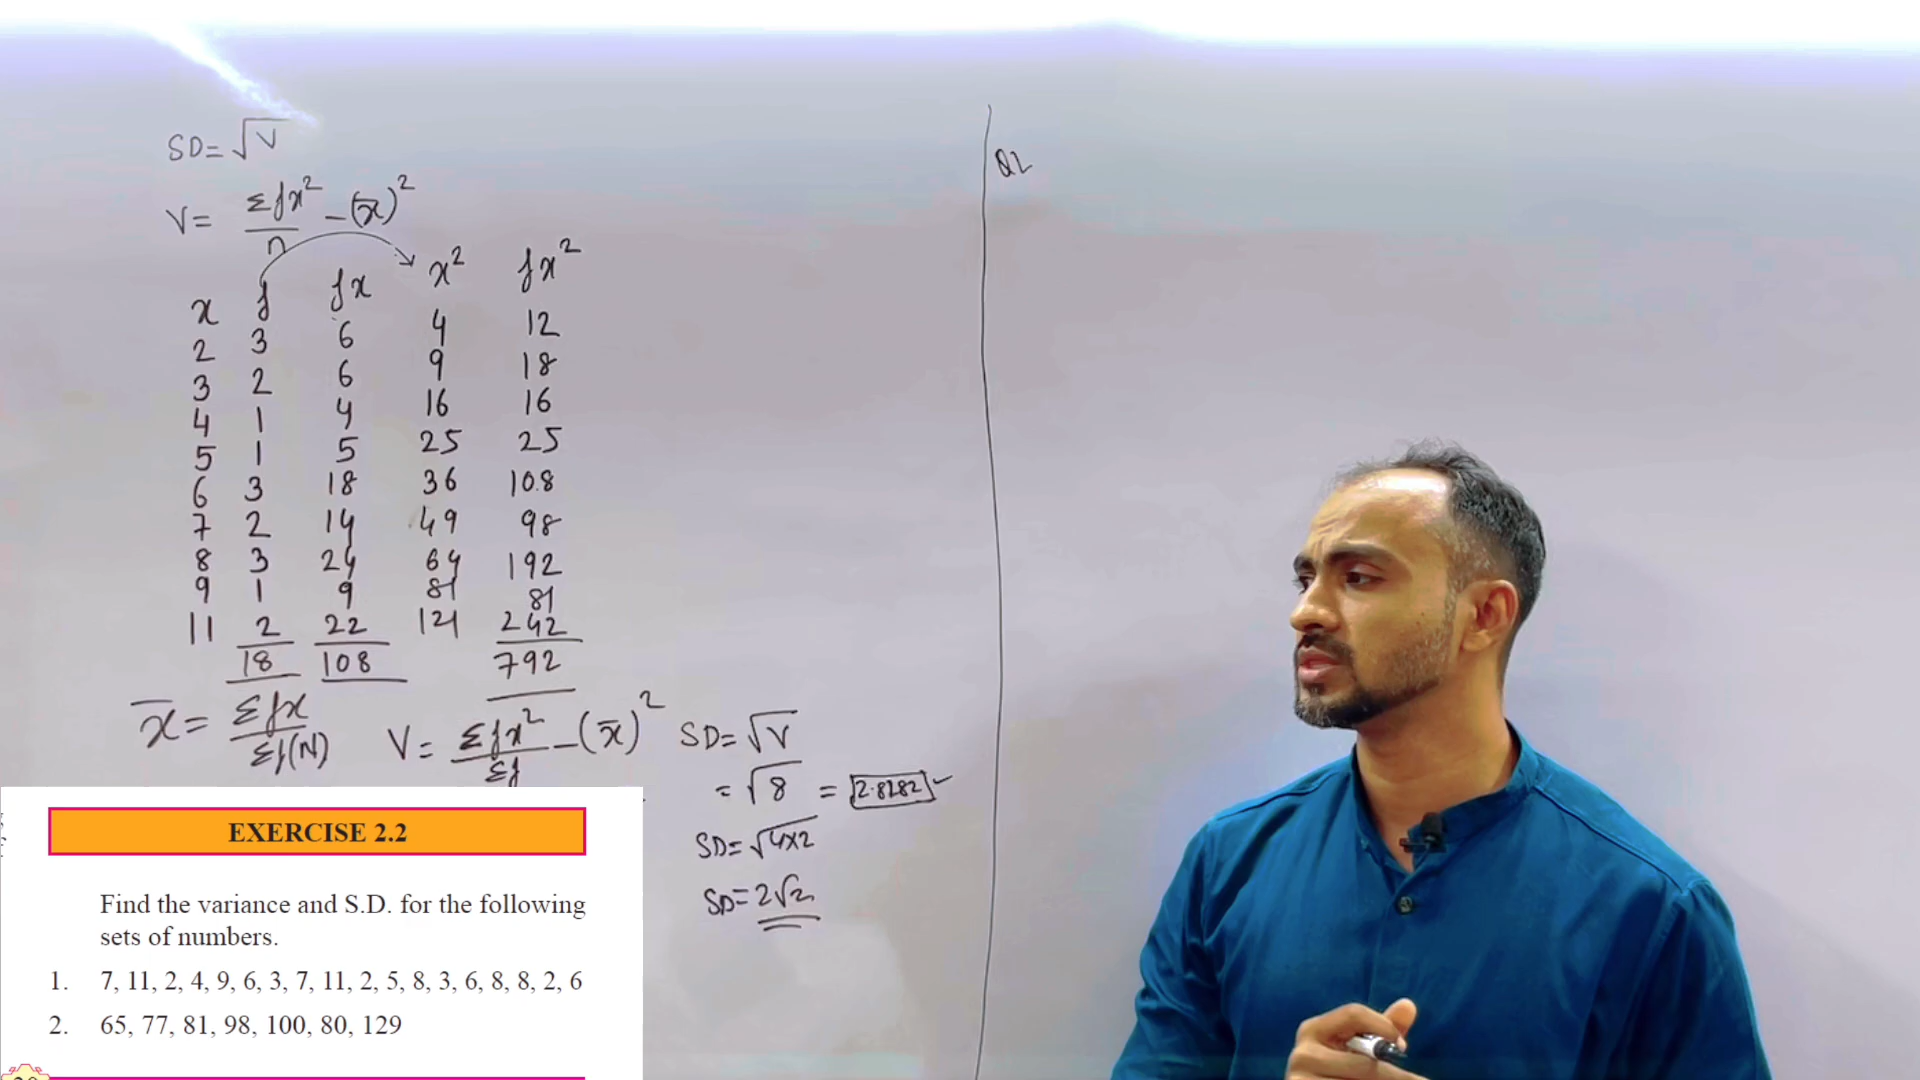 SD= √V
V= Σfx² / n - (x̄)²
x f fx x² fx²
2 3 6 4 12
3 2 6 9 18
4 1 4 16 16
5 1 5 25 25
6 3 18 36 108
7 2 14 49 98
8 3 24 64 192
9 1 9 81 81
11 2 22 121 242
18 108 792
x̄ = Σfx / Σf(N)
V= Σfx² / Σf - (x̄)²
SD= √V
= √8 = 2.8282
SD= √4x2
SD= 2√2
Q2
EXERCISE 2.2
Find the variance and S.D. for the following
sets of numbers.
1. 7, 11, 2, 4, 9, 6, 3, 7, 11, 2, 5, 8, 3, 6, 8, 8, 2, 6
2. 65, 77, 81, 98, 100, 80, 129